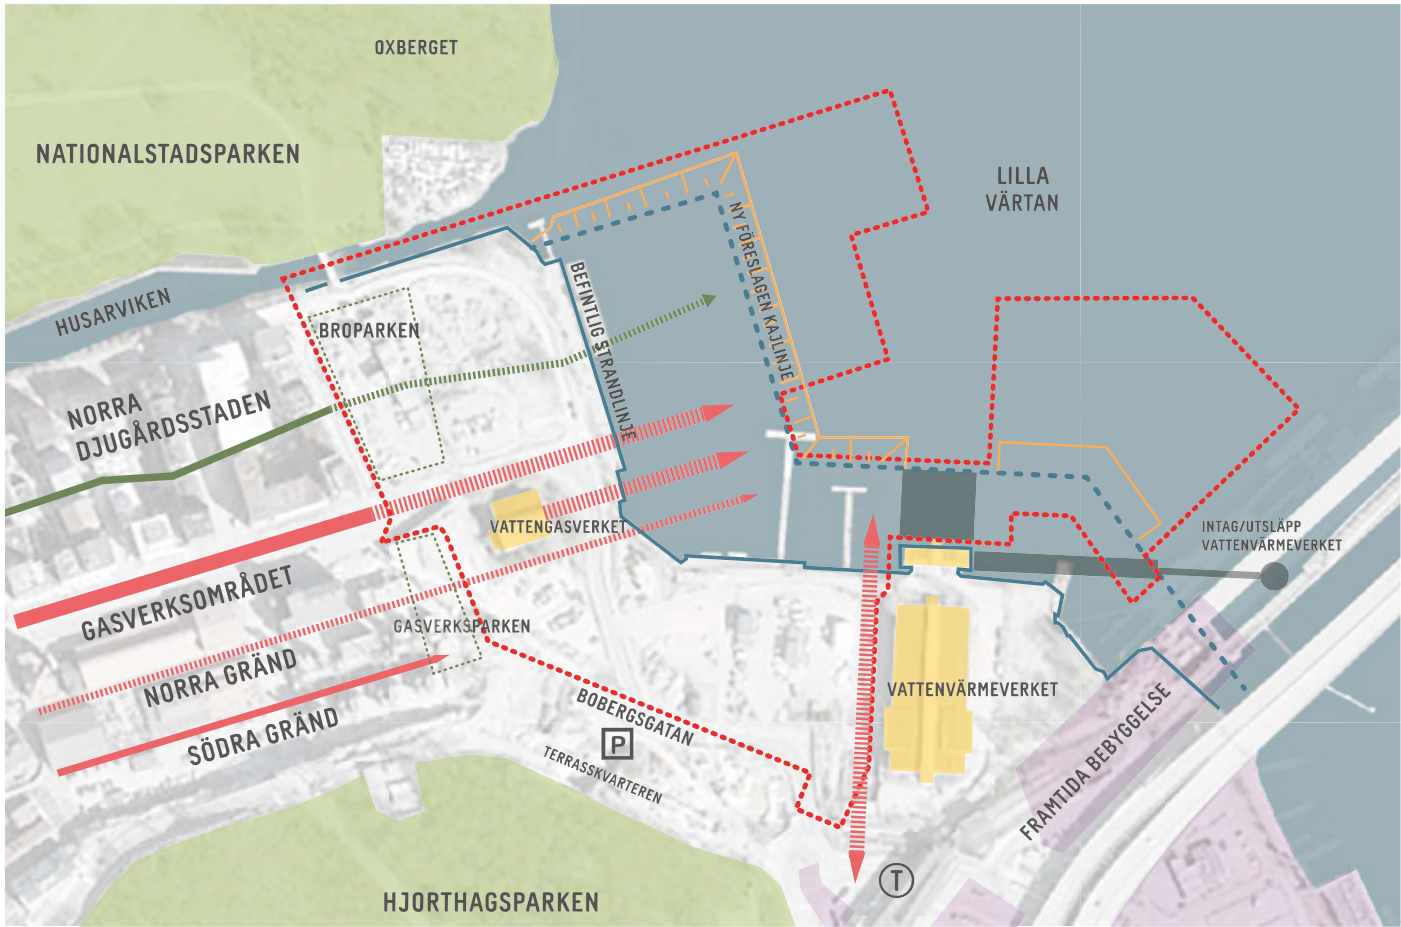 OXBERGET
NATIONALSTADSPARKEN
LILLA
VÄRTAN
NY FÖRESLAGEN KAJLINJE
BEFINTLIG STRANDLINJE
HUSARVIKEN
BROPARKEN
NORRA
DJUGÅRDSSTADEN
VATTENGASVERKET
INTAG/UTSLÄPP
VATTENVÄRMEVERKET
GASVERKSOMRÅDET
GASVERKSPARKEN
NORRA GRÄND
SÖDRA GRÄND
BOBERGSGATAN
P
TERRASSKVARTEREN
VATTENVÄRMEVERKET
FRAMTIDA BEBYGGELSE
T
HJORTHAGSPARKEN